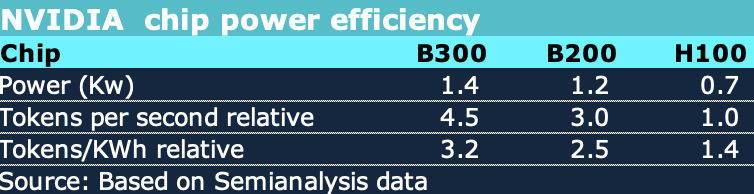 NVIDIA chip power efficiency
Chip B300 B200 H100
Power (Kw) 1.4 1.2 0.7
Tokens per second relative 4.5 3.0 1.0
Tokens/KWh relative 3.2 2.5 1.4
Source: Based on Semianalysis data